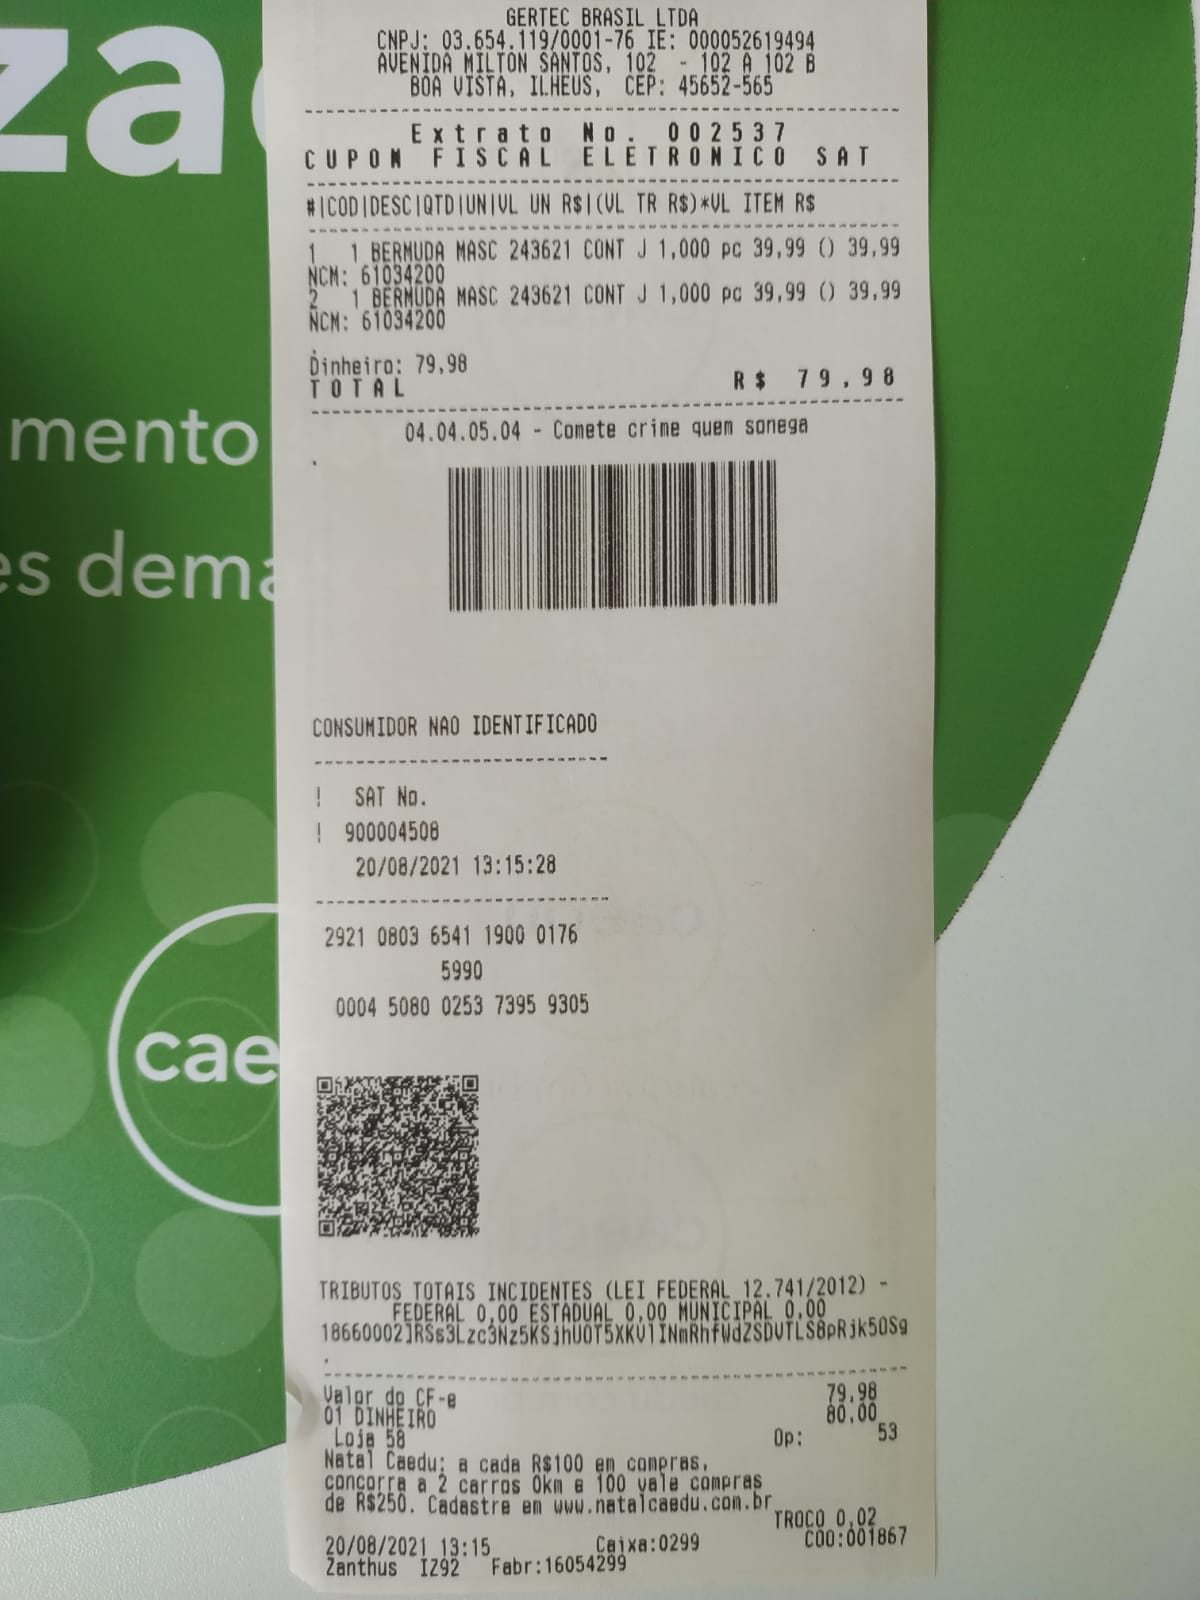 za
mento
es dema
cae
GERTEC BRASIL LTDA
CNPJ: 03.654.119/0001-76 IE: 000052619494
AVENIDA MILTON SANTOS, 102 - 102 A 102 B
BOA VISTA, ILHEUS, CEP: 45652-565
Extrato No. 002537
CUPOM FISCAL ELETRONICO SAT
#|COD|DESC|QTD|UN|VL UN R$|(VL TR R$)*VL ITEM R$
1 1 BERMUDA MASC 243621 CONT J 1,000 pc 39,99 () 39,99
NCM: 61034200
2 1 BERMUDA MASC 243621 CONT J 1,000 pc 39,99 () 39,99
NCM: 61034200
Dinheiro: 79,98
TOTAL R$ 79,98
04.04.05.04 - Comete crime quem sonega
CONSUMIDOR NAO IDENTIFICADO
! SAT No.
! 900004508
20/08/2021 13:15:28
2921 0803 6541 1900 0176
5990
0004 5080 0253 7395 9305
TRIBUTOS TOTAIS INCIDENTES (LEI FEDERAL 12.741/2012) -
FEDERAL 0,00 ESTADUAL 0,00 MUNICIPAL 0,00
Valor do CF-e 79,98
01 DINHEIRO 80,00
Loja 58 Op: 53
Natal Caedu: a cada R$100 em compras,
concorra a 2 carros 0km e 100 vale compras
de R$250. Cadastre em www.natalcaedu.com.br
TROCO 0,02
20/08/2021 13:15 Caixa:0299 COO:001867
Zanthus IZ92 Fabr:16054299